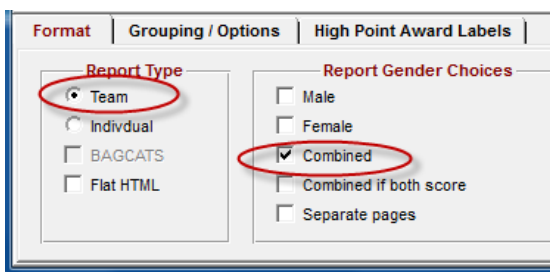 Format Grouping / Options High Point Award Labels
Report Type
Team
Indivdual
BAGCATS
Flat HTML
Report Gender Choices
Male
Female
Combined
Combined if both score
Separate pages